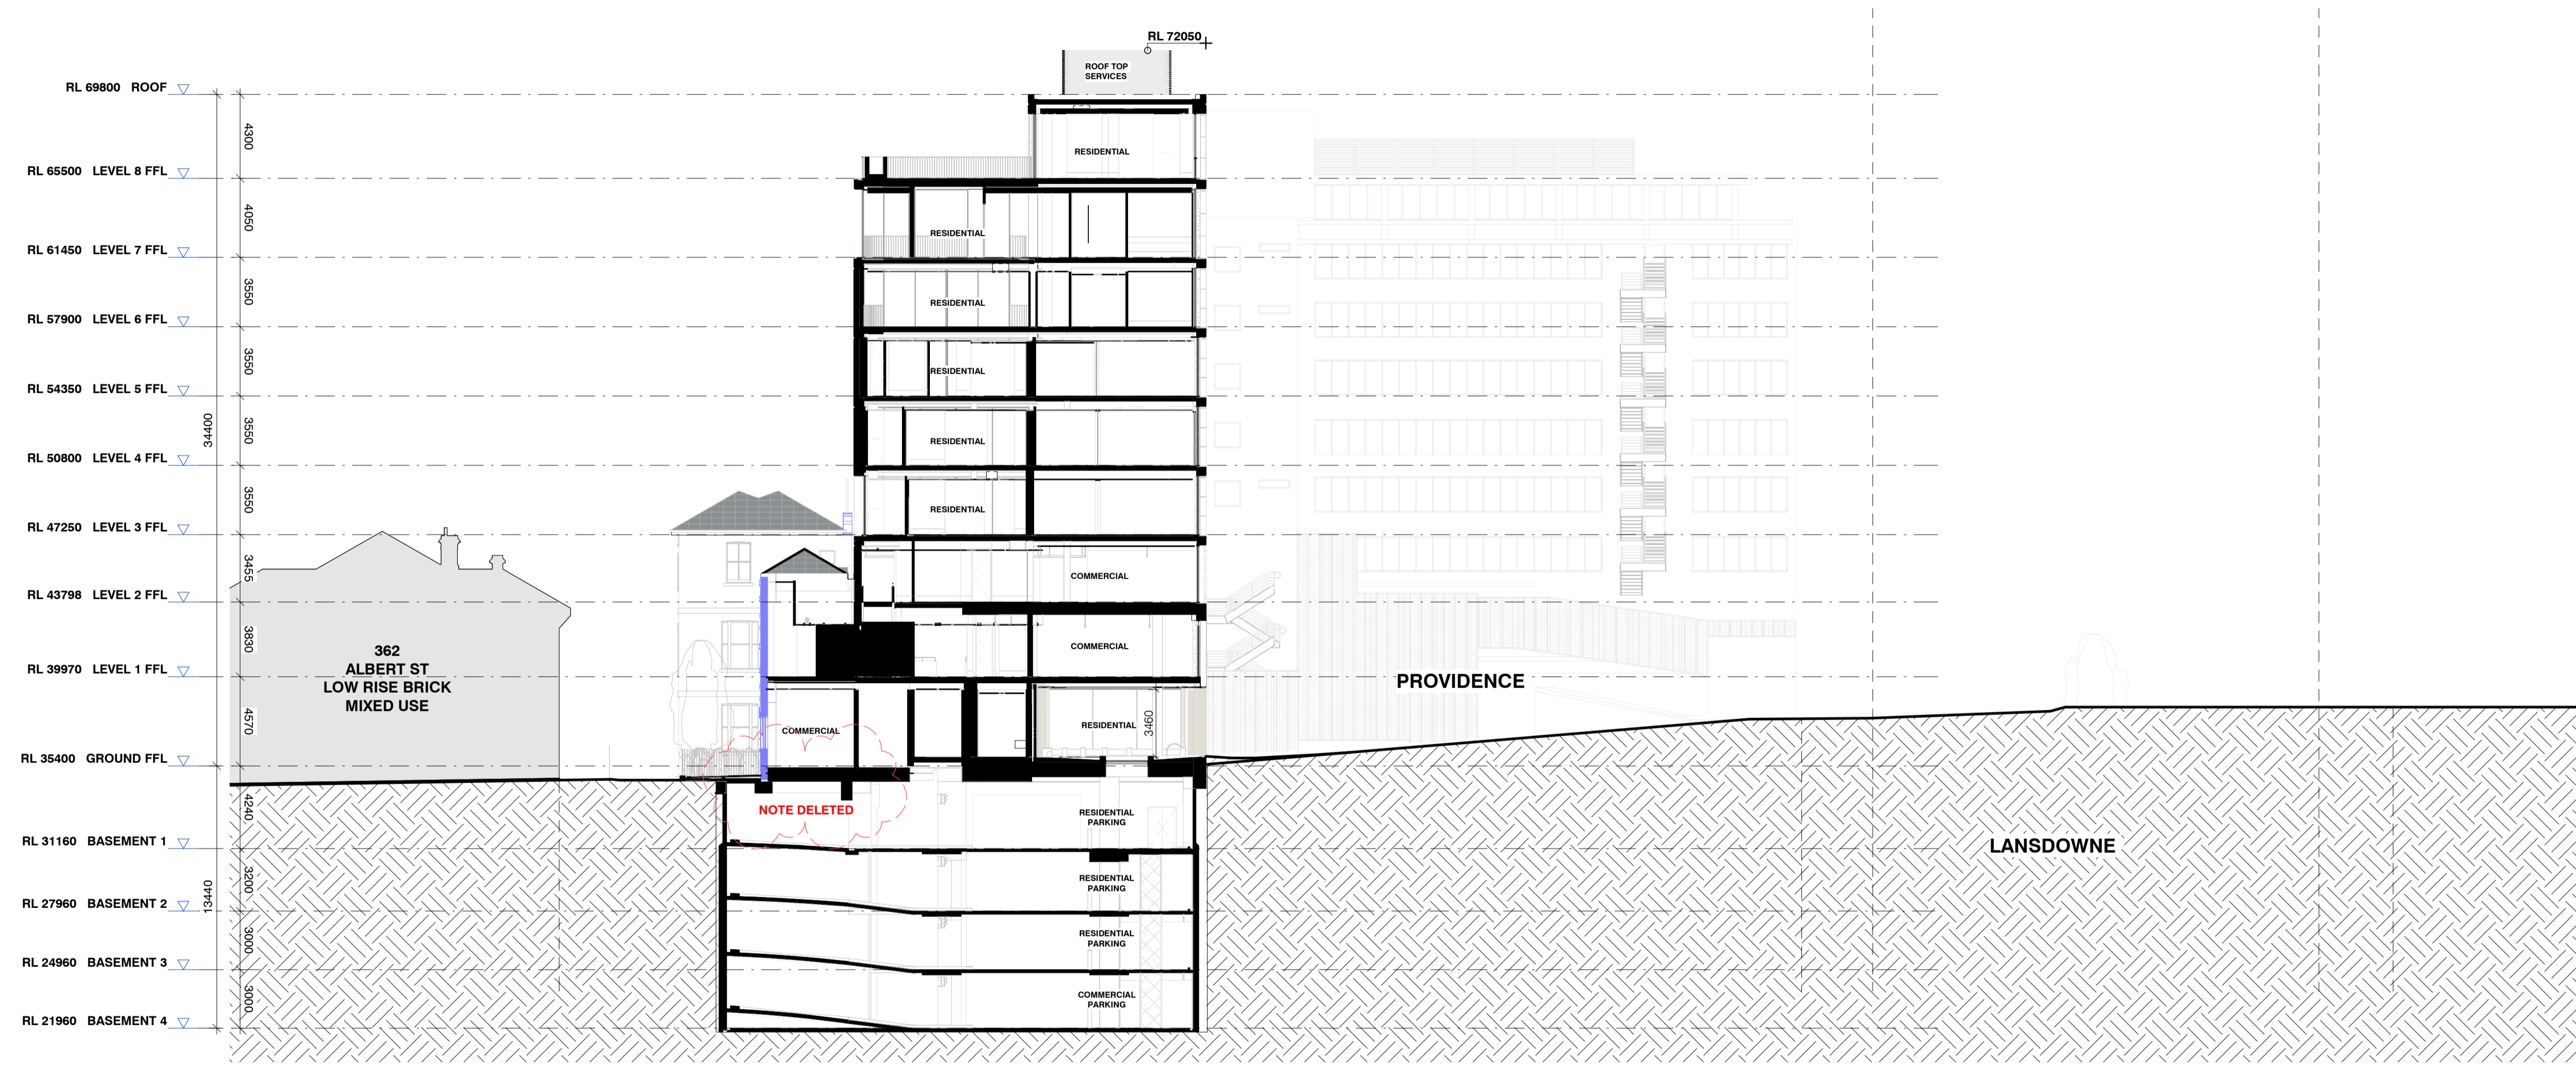 RL 72050
ROOF TOP
SERVICES
RL 69800 ROOF
4300
RESIDENTIAL
RL 65500 LEVEL 8 FFL
4050
RESIDENTIAL
RL 61450 LEVEL 7 FFL
3550
RESIDENTIAL
RL 57900 LEVEL 6 FFL
3550
RESIDENTIAL
RL 54350 LEVEL 5 FFL
34400
3550
RESIDENTIAL
RL 50800 LEVEL 4 FFL
3550
RESIDENTIAL
RL 47250 LEVEL 3 FFL
3455
COMMERCIAL
RL 43798 LEVEL 2 FFL
3830
COMMERCIAL
362
ALBERT ST
LOW RISE BRICK
MIXED USE
RL 39970 LEVEL 1 FFL
PROVIDENCE
4570
COMMERCIAL
RESIDENTIAL
3460
RL 35400 GROUND FFL
4240
NOTE DELETED
RESIDENTIAL
PARKING
RL 31160 BASEMENT 1
LANSDOWNE
3200
RESIDENTIAL
PARKING
RL 27960 BASEMENT 2
13440
3000
RESIDENTIAL
PARKING
RL 24960 BASEMENT 3
3000
COMMERCIAL
PARKING
RL 21960 BASEMENT 4